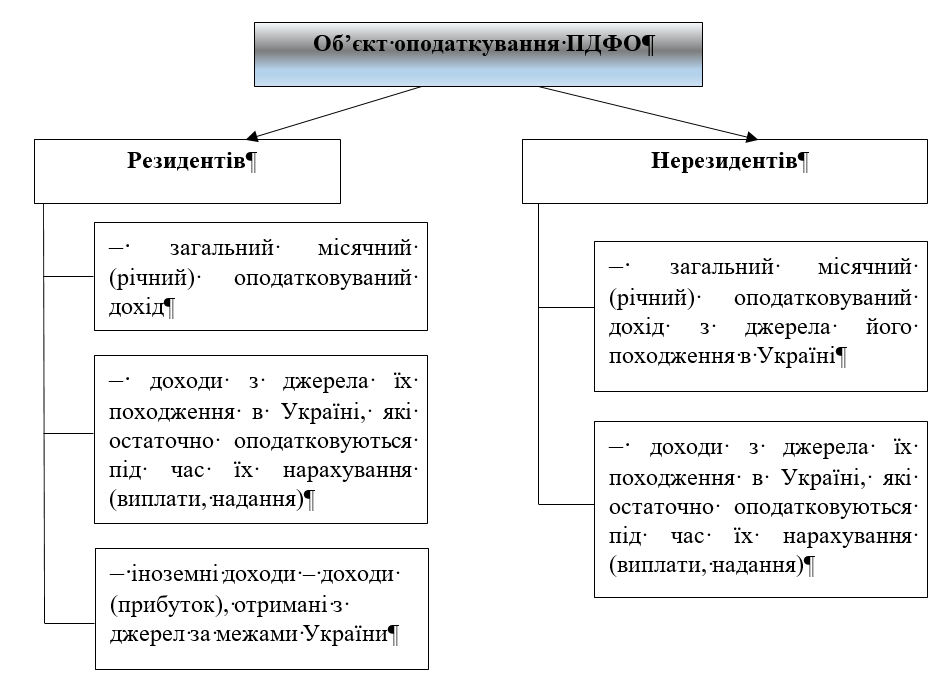 Об’єкт·оподаткування·ПДФО¶
Резидентів¶
–· загальний· місячний·
(річний)· оподатковуваний·
дохід¶
–· доходи· з· джерела· їх·
походження· в· Україні,· які·
остаточно· оподатковуються·
під· час· їх· нарахування·
(виплати,·надання)¶
–·іноземні·доходи·–·доходи·
(прибуток),·отримані·з·
джерел·за·межами·України¶
Нерезидентів¶
–· загальний· місячний·
(річний)· оподатковуваний·
дохід· з· джерела· його·
походження·в·Україні¶
–· доходи· з· джерела· їх·
походження· в· Україні,· які·
остаточно· оподатковуються·
під· час· їх· нарахування·
(виплати,·надання)¶